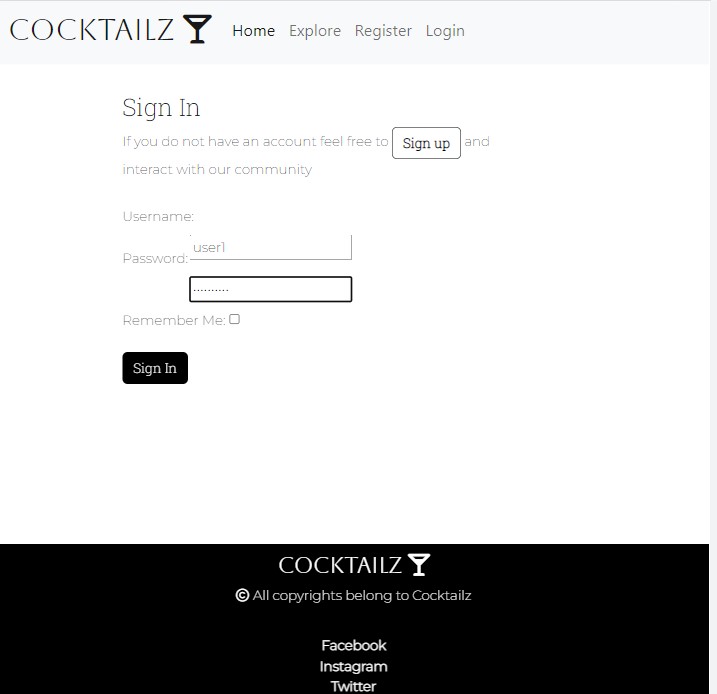 COCKTAILZ Home Explore Register Login
Sign In
If you do not have an account feel free to Sign up and
interact with our community
Username:
user1
Password:
..........
Remember Me:
Sign In
COCKTAILZ
© All copyrights belong to Cocktailz
Facebook
Instagram
Twitter